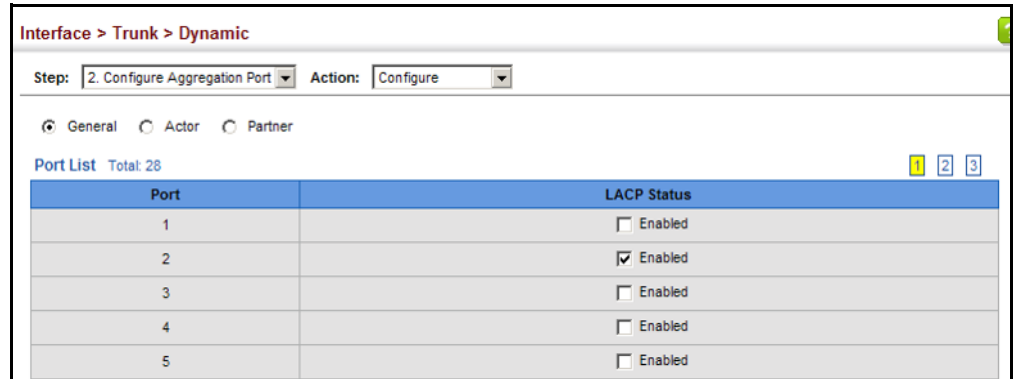 Interface > Trunk > Dynamic
Step: 2. Configure Aggregation Port Action: Configure
General Actor Partner
Port List Total: 28 1 2 3
Port LACP Status
1 Enabled
2 Enabled
3 Enabled
4 Enabled
5 Enabled